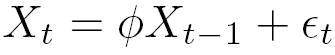 $X_t = \phi X_{t-1} + \epsilon_t$